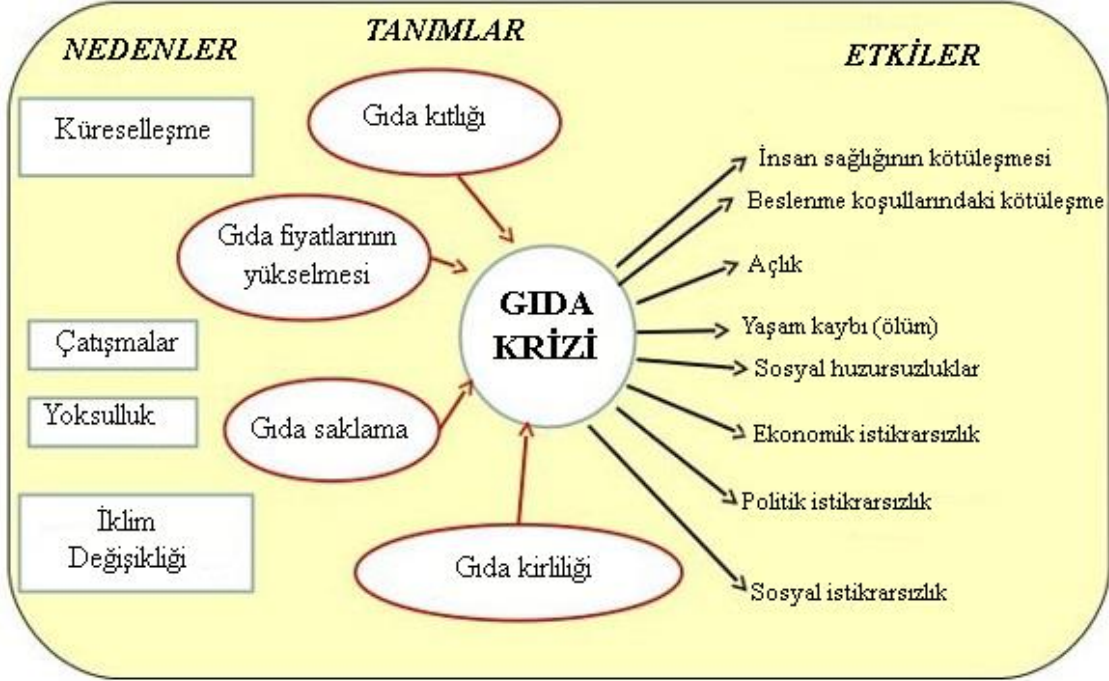 NEDENLER
TANIMLAR
ETKİLER
Küreselleşme
Çatışmalar
Yoksulluk
İklim
Değişikliği
Gıda kıtlığı
Gıda fiyatlarının
yükselmesi
Gıda saklama
Gıda kirliliği
GIDA
KRİZİ
İnsan sağlığının kötüleşmesi
Beslenme koşullarındaki kötüleşme
Açlık
Yaşam kaybı (ölüm)
Sosyal huzursuzluklar
Ekonomik istikrarsızlık
Politik istikrarsızlık
Sosyal istikrarsızlık